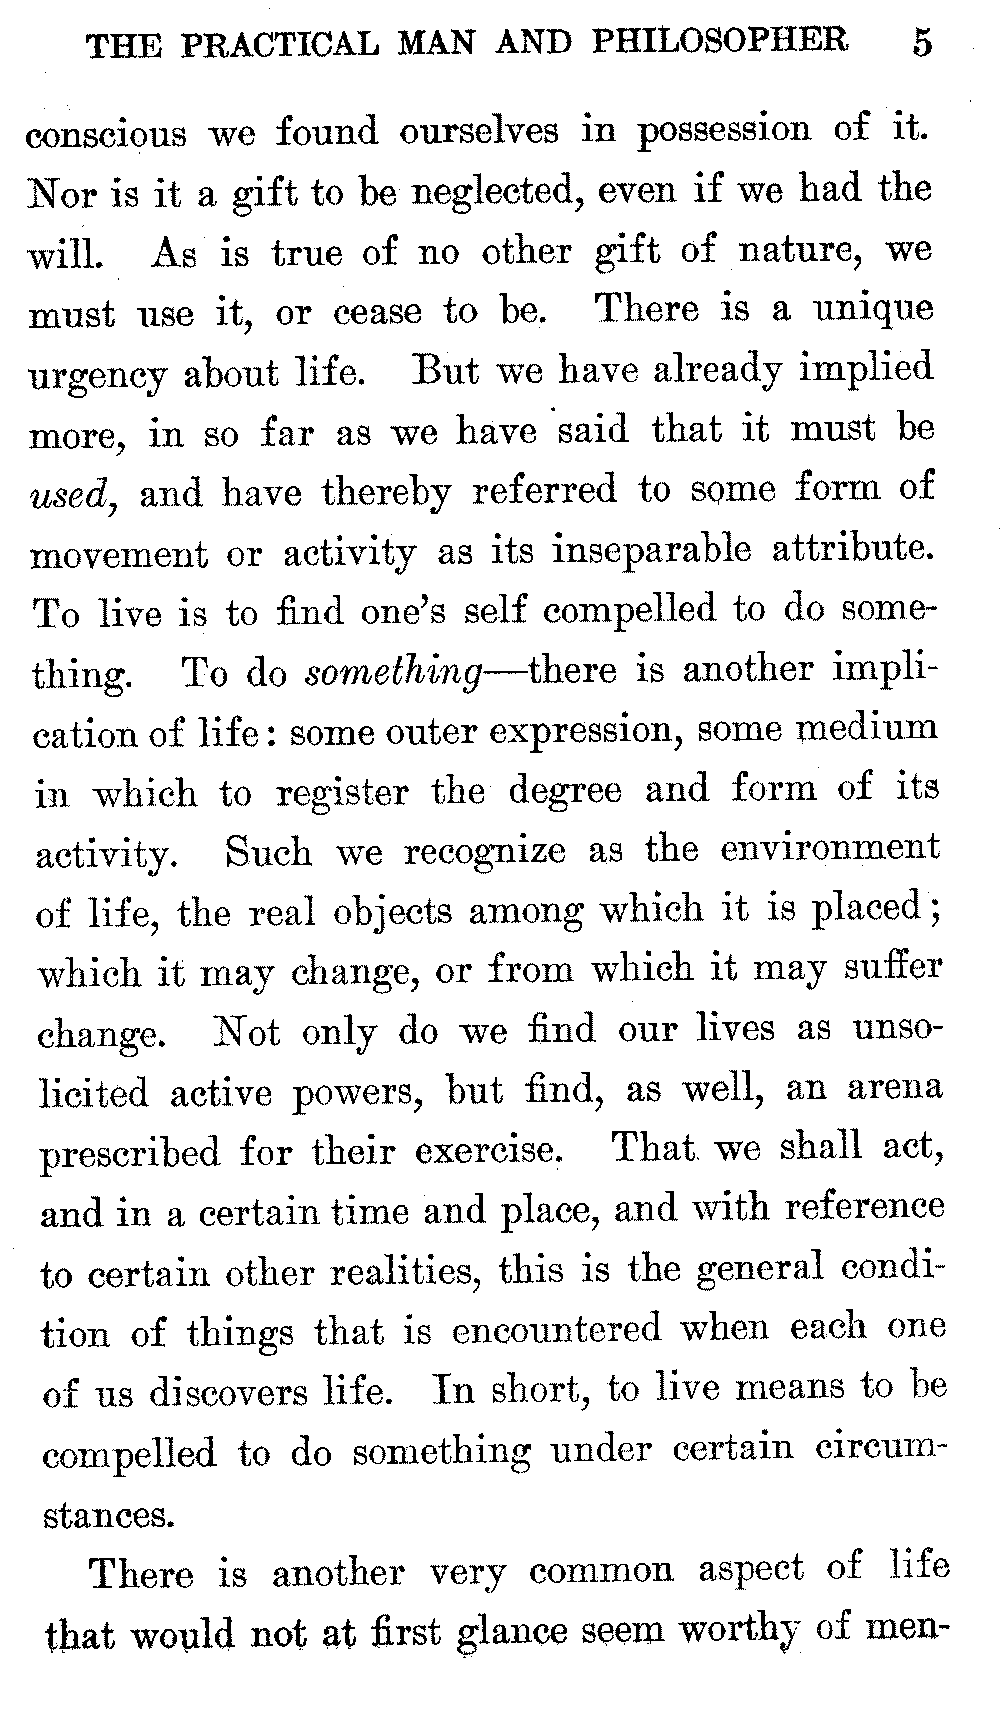 THE PRACTICAL MAN AND PHILOSOPHER 5
conscious we found ourselves in possession of it.
Nor is it a gift to be neglected, even if we had the
will. As is true of no other gift of nature, we
must use it, or cease to be. There is a unique
urgency about life. But we have already implied
more, in so far as we have said that it must be
used, and have thereby referred to some form of
movement or activity as its inseparable attribute.
To live is to find one's self compelled to do some-
thing. To do something—there is another impli-
cation of life: some outer expression, some medium
in which to register the degree and form of its
activity. Such we recognize as the environment
of life, the real objects among which it is placed;
which it may change, or from which it may suffer
change. Not only do we find our lives as unso-
licited active powers, but find, as well, an arena
prescribed for their exercise. That we shall act,
and in a certain time and place, and with reference
to certain other realities, this is the general condi-
tion of things that is encountered when each one
of us discovers life. In short, to live means to be
compelled to do something under certain circum-
stances.
There is another very common aspect of life
that would not at first glance seem worthy of men-